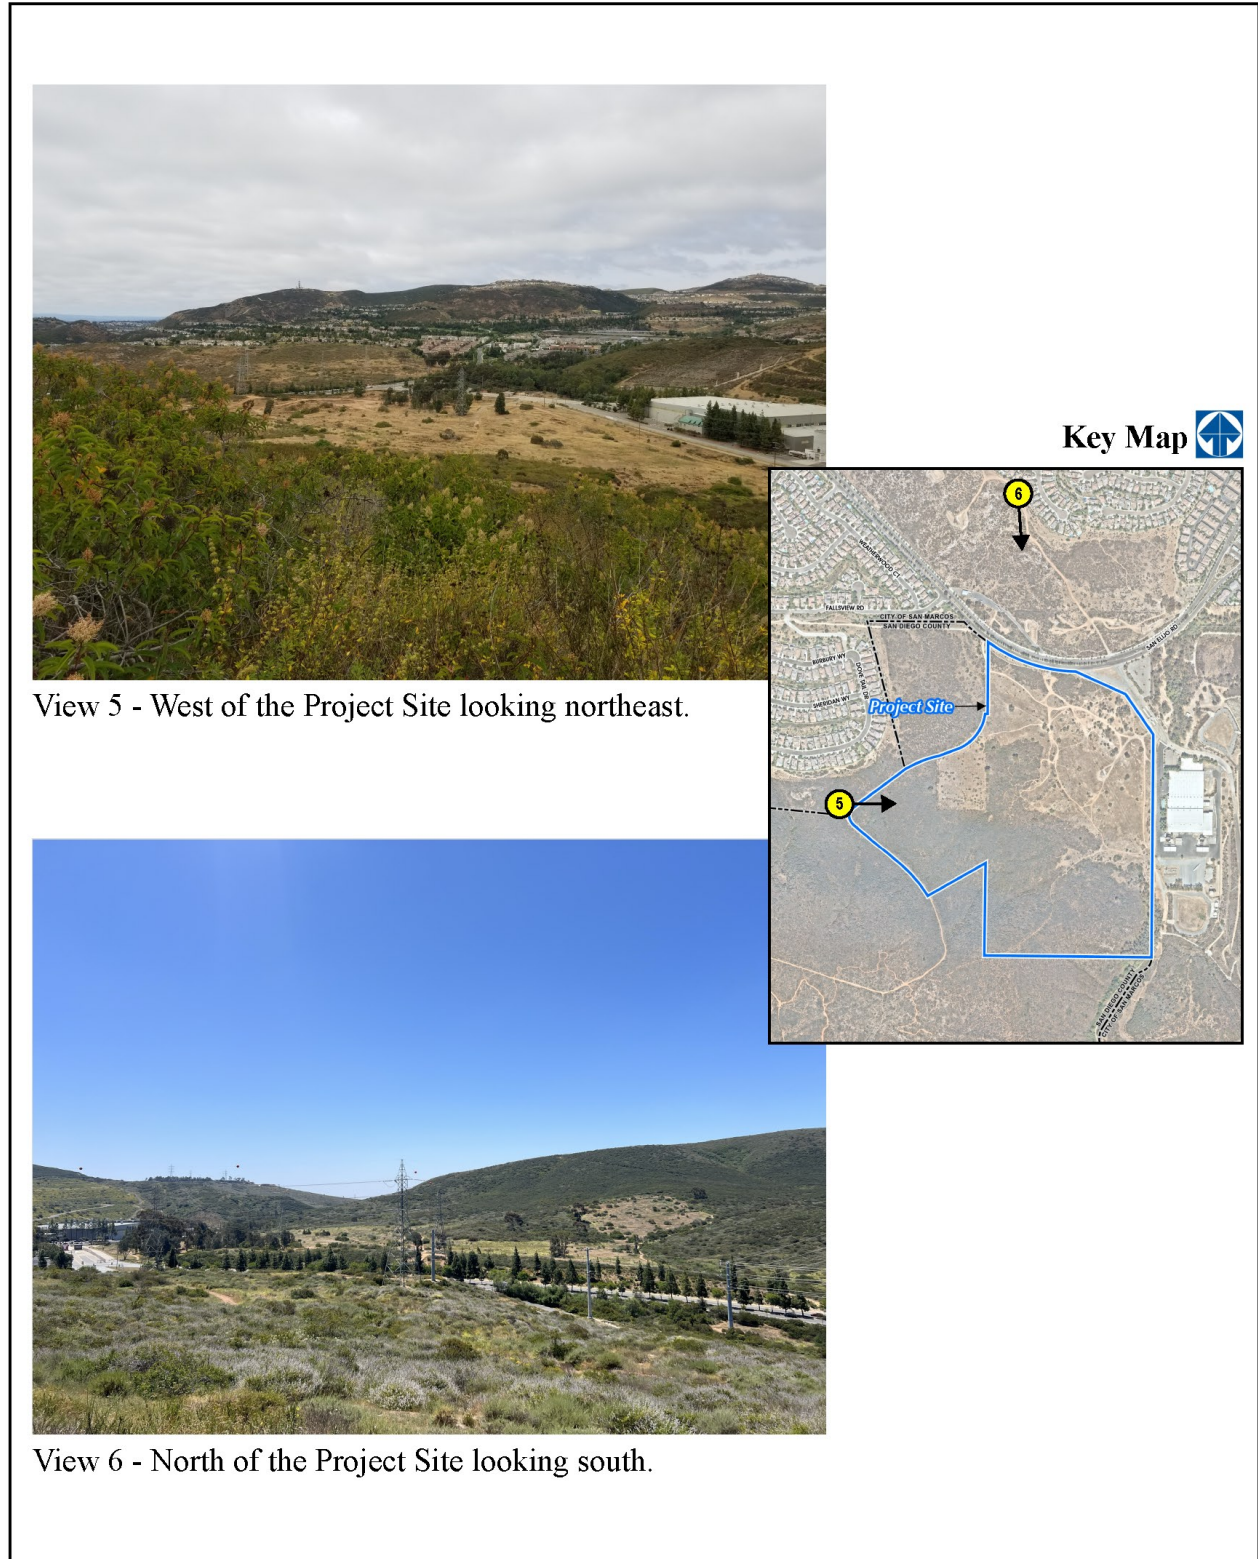 View 5 - West of the Project Site looking northeast.
Key Map
6
WEATHERWOOD CT
FALLSVIEW RD
CITY OF SAN MARCOS
SAN DIEGO COUNTY
SAN ELIJO RD
BURBURY WY
DOVE TAIL DR
SHERIDAN WY
Project Site
5
SAN DIEGO COUNTY
CITY OF SAN MARCOS
View 6 - North of the Project Site looking south.